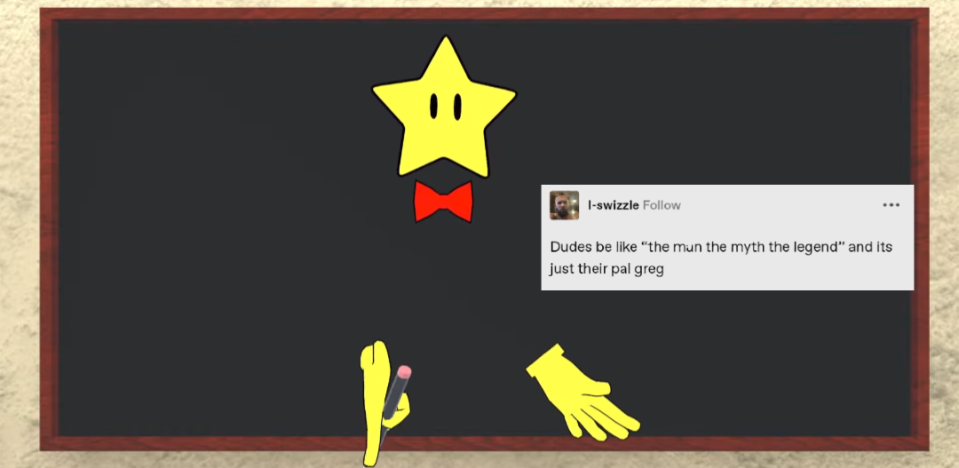 l-swizzle Follow
Dudes be like "the man the myth the legend" and its
just their pal greg